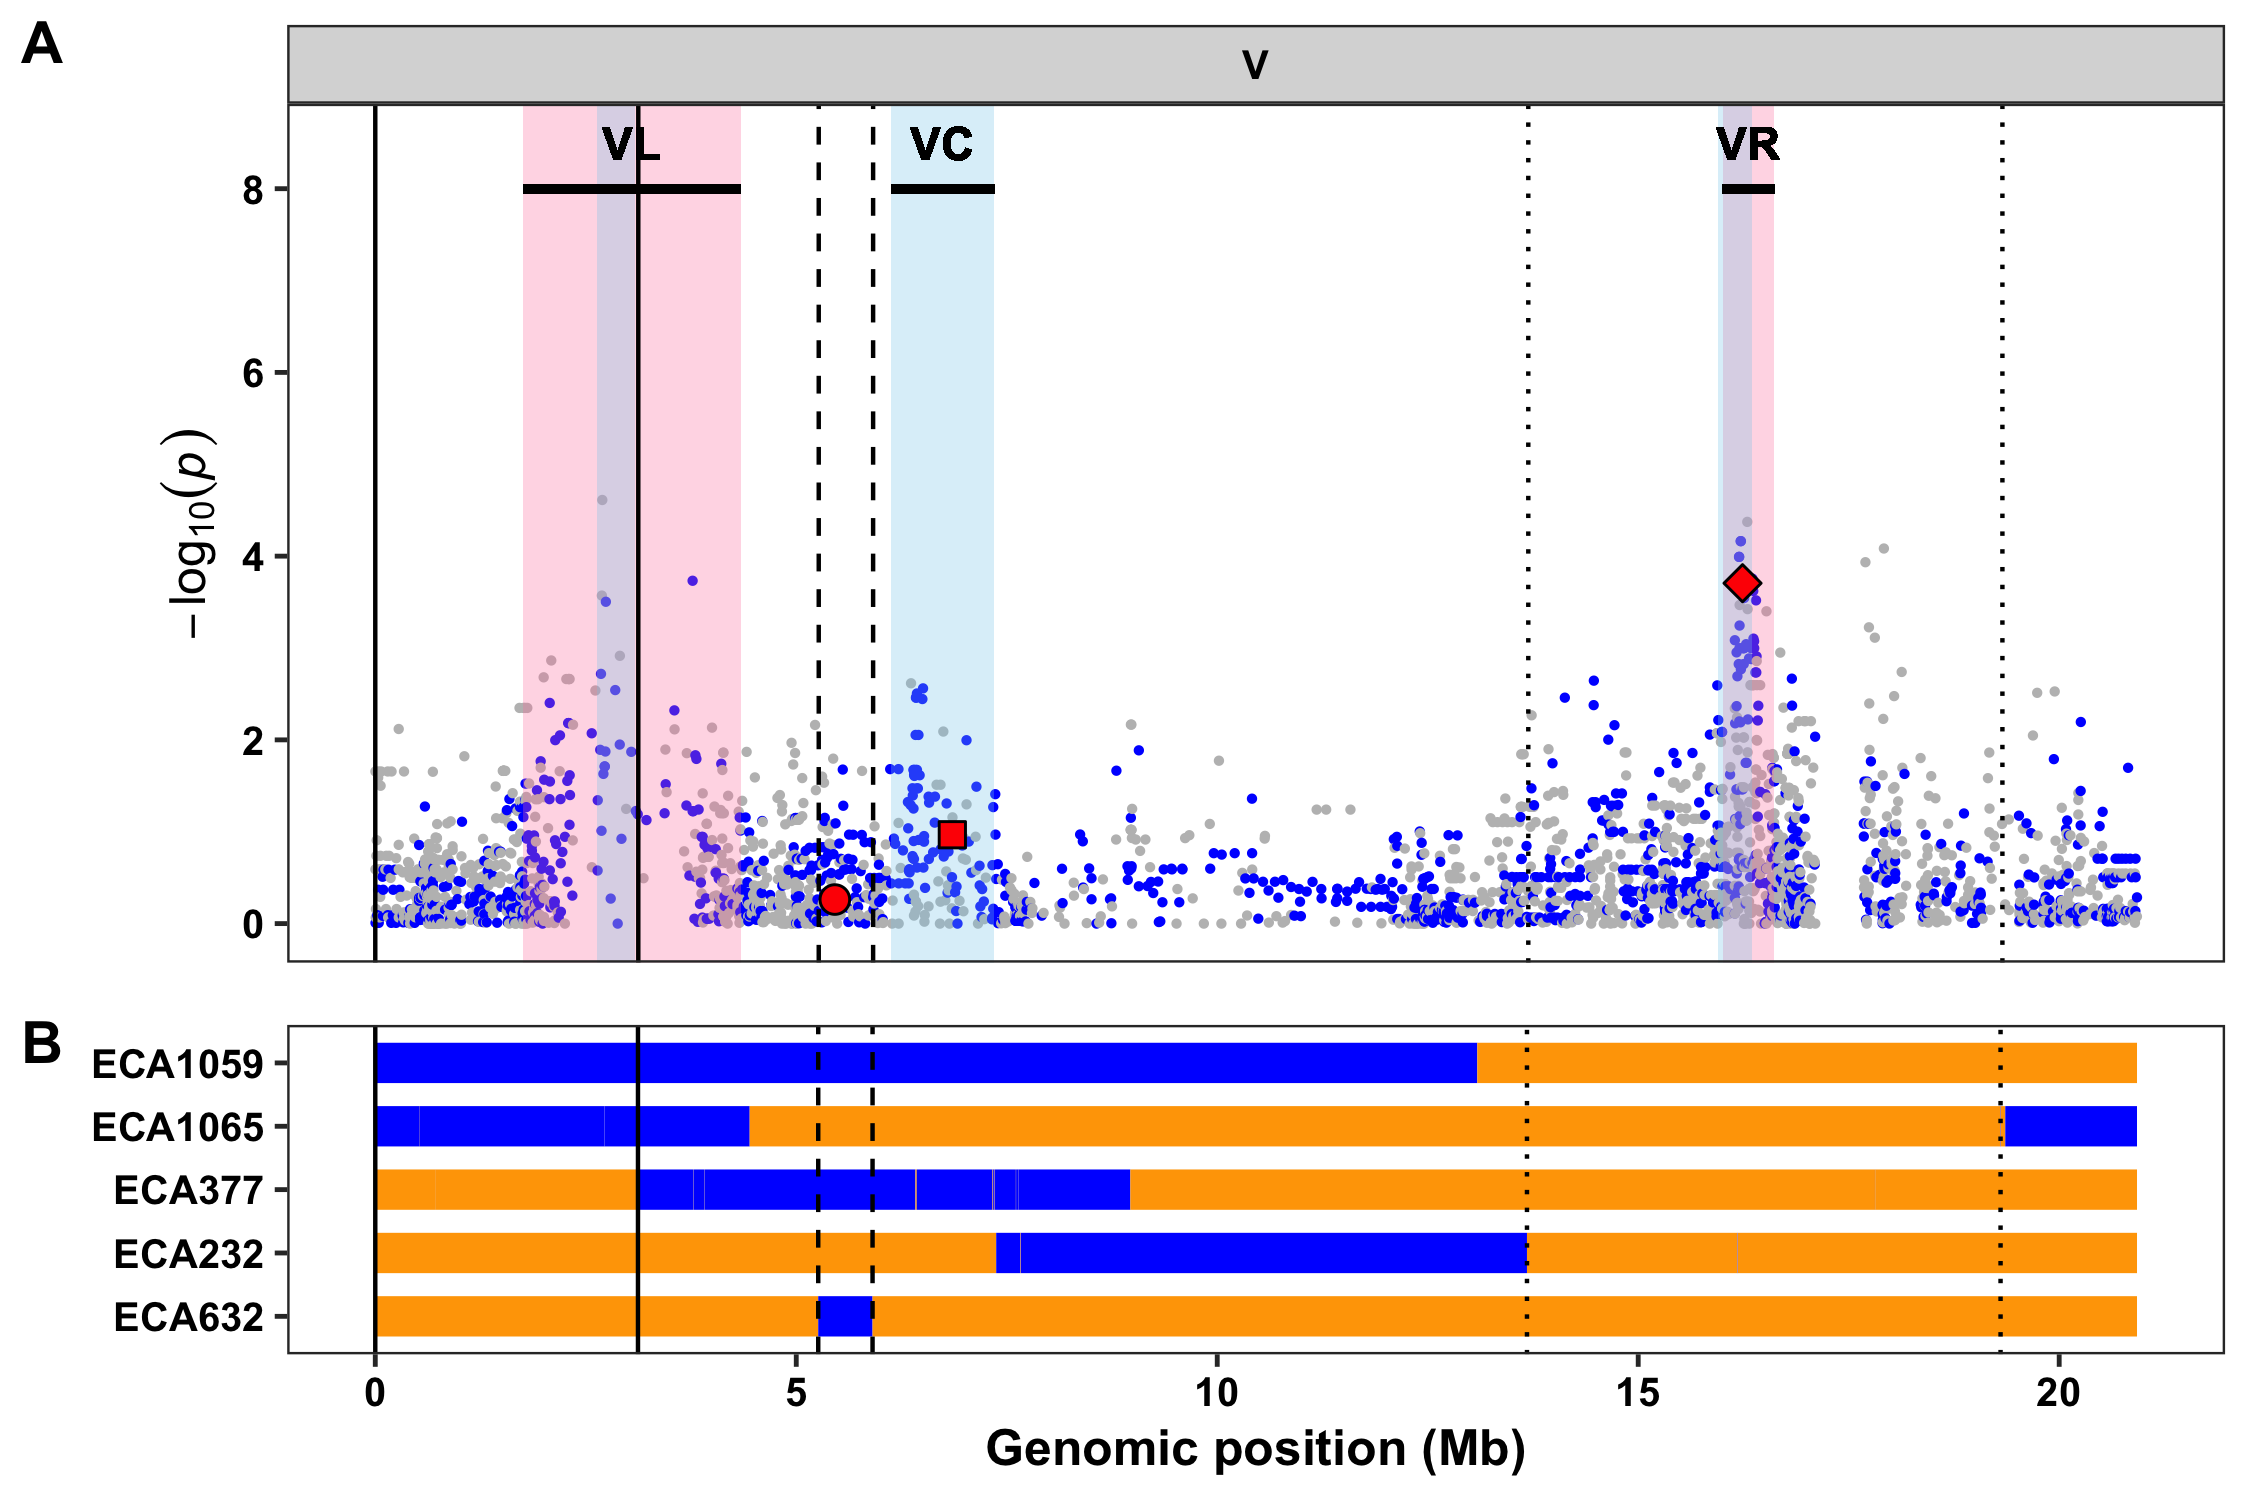 A
V
VL VC VR
8
6
4
2
0
−log10(p)
B
ECA1059
ECA1065
ECA377
ECA232
ECA632
0 5 10 15 20
Genomic position (Mb)